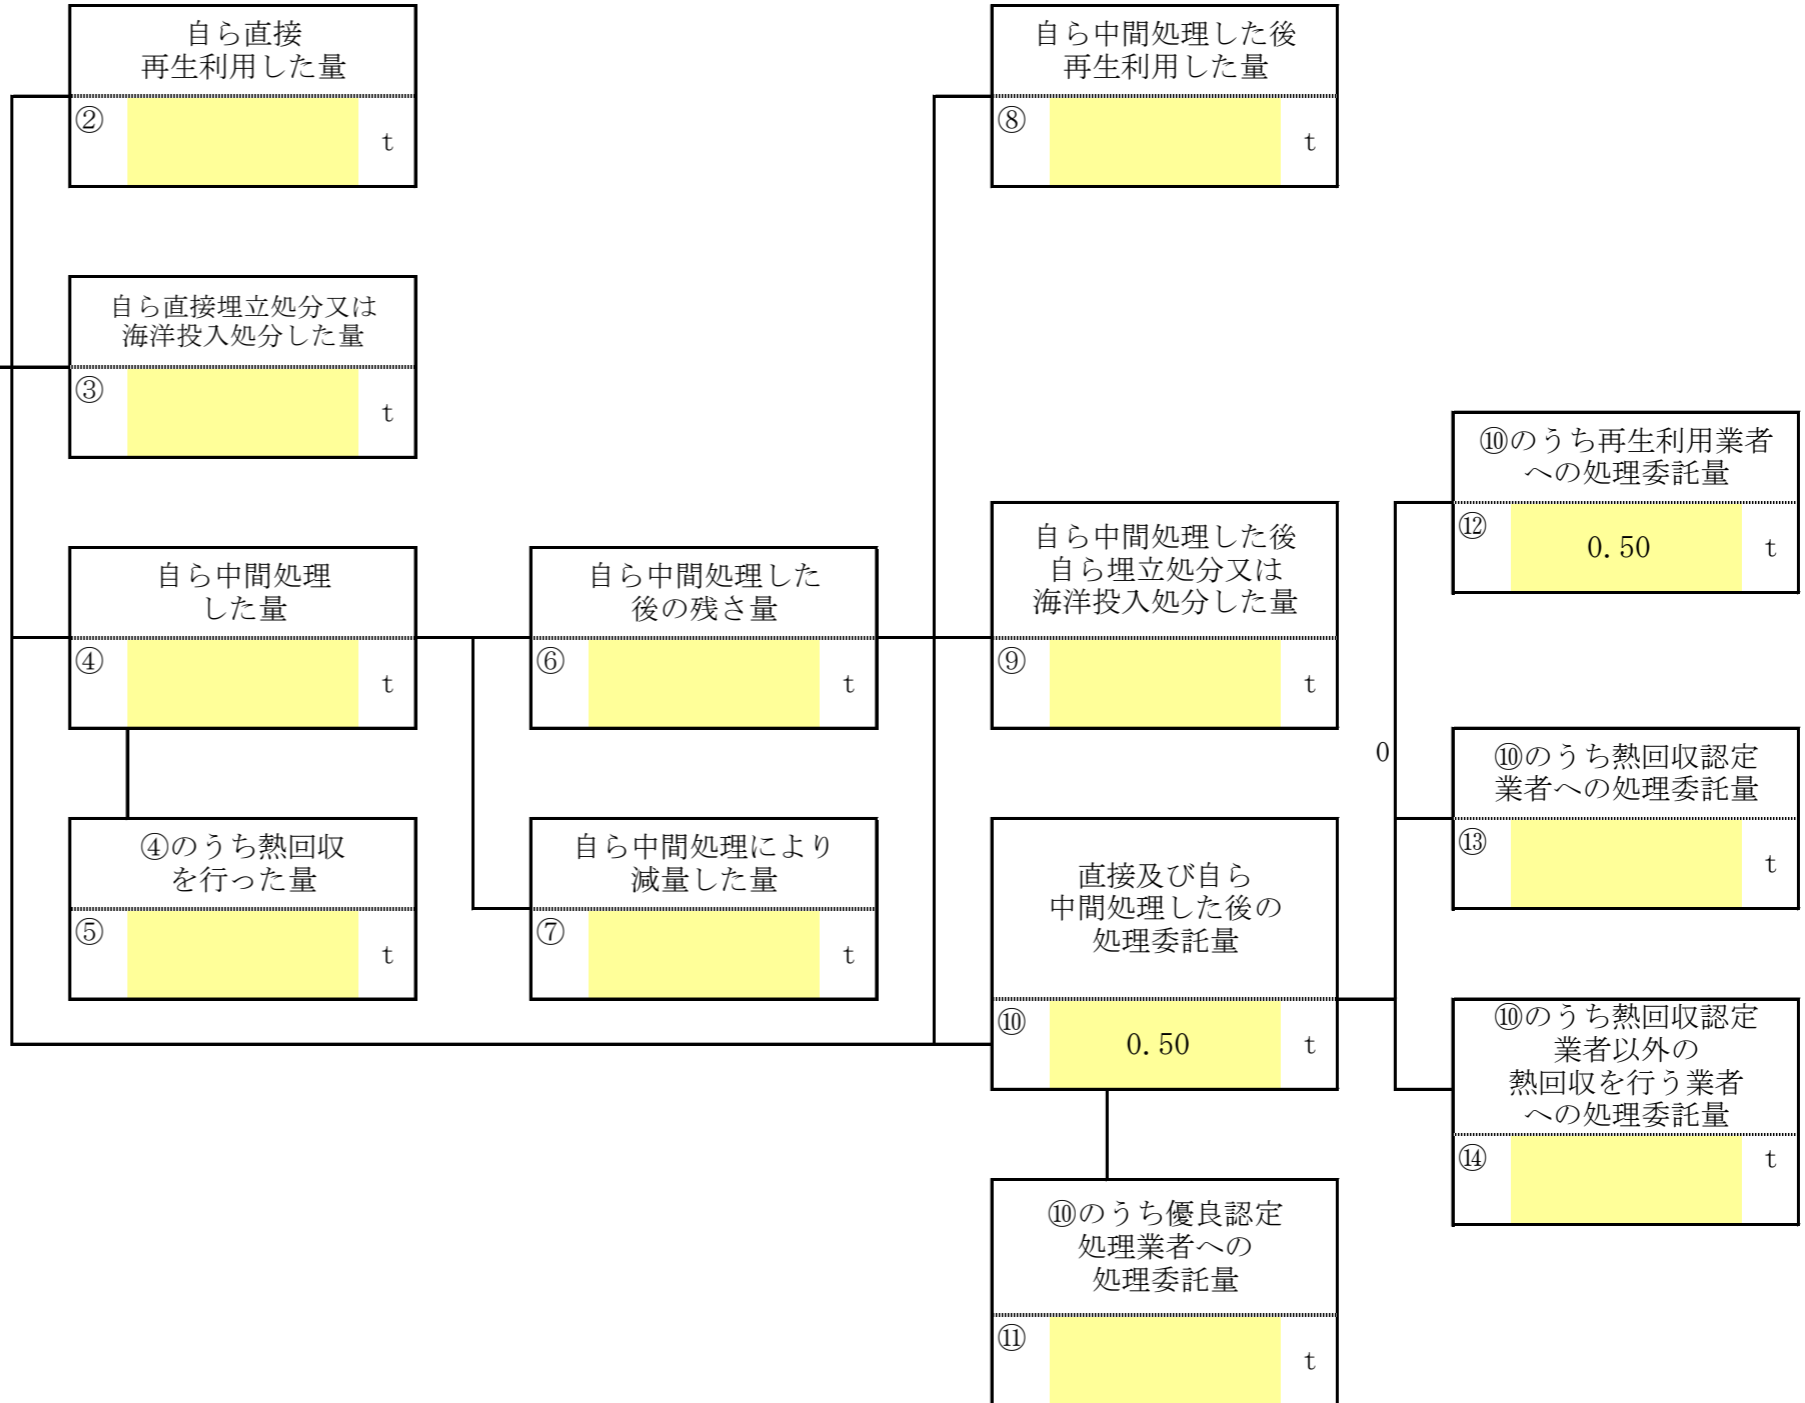 自ら直接
再生利用した量
②
t
自ら中間処理した後
再生利用した量
⑧
t
自ら直接埋立処分又は
海洋投入処分した量
③
t
⑩のうち再生利用業者
への処理委託量
⑫
0.50
t
自ら中間処理
した量
④
t
自ら中間処理した
後の残さ量
⑥
t
自ら中間処理した後
自ら埋立処分又は
海洋投入処分した量
⑨
t
0
⑩のうち熱回収認定
業者への処理委託量
⑬
t
④のうち熱回収
を行った量
⑤
t
自ら中間処理により
減量した量
⑦
t
直接及び自ら
中間処理した後の
処理委託量
⑩
0.50
t
⑩のうち熱回収認定
業者以外の
熱回収を行う業者
への処理委託量
⑭
t
⑩のうち優良認定
処理業者への
処理委託量
⑪
t